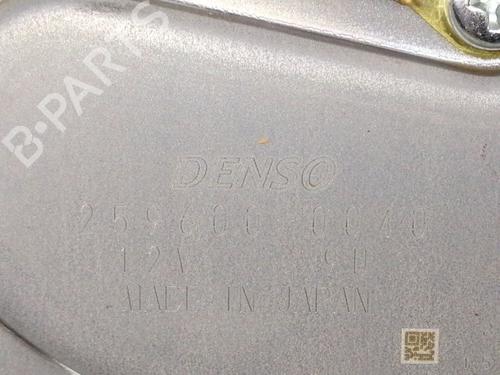 B-PARTS
DENSO
259600-0040
12V
MADE IN JAPAN